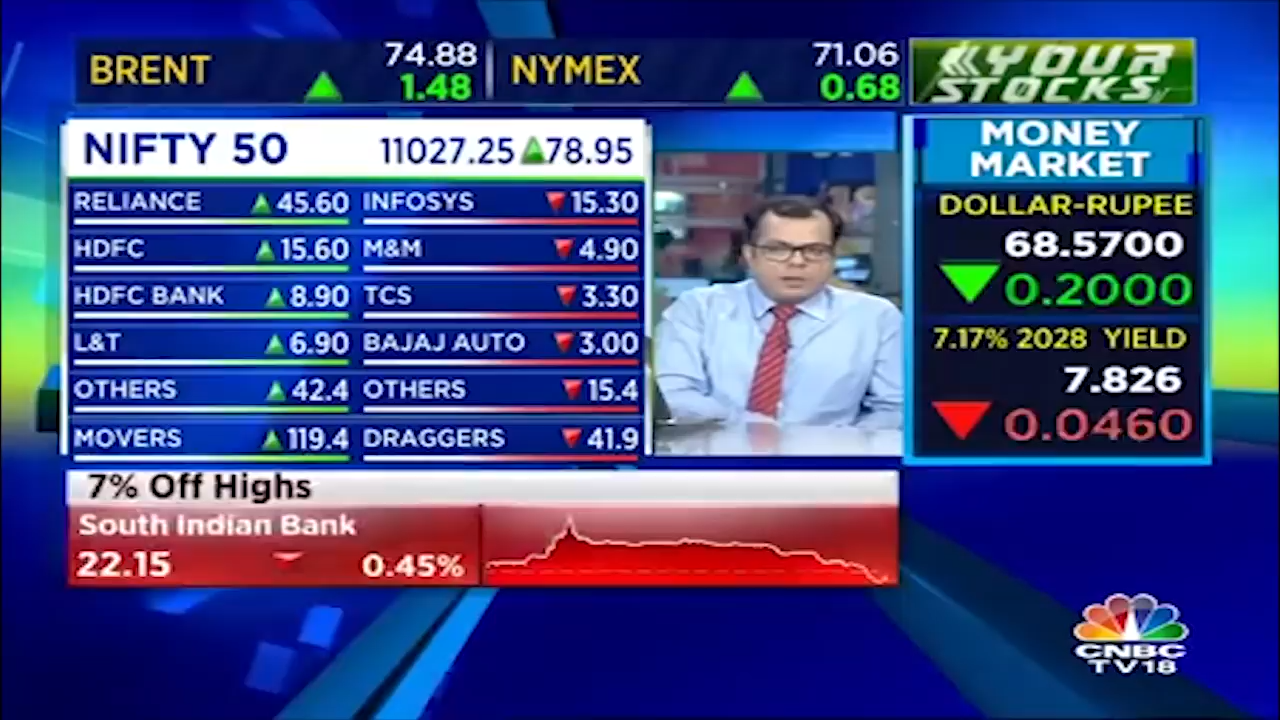 BRENT 74.88 1.48 NYMEX 71.06 0.68 YOUR STOCKS
NIFTY 50 11027.25 78.95
RELIANCE 45.60 INFOSYS 15.30
HDFC 15.60 M&M 4.90
HDFC BANK 8.90 TCS 3.30
L&T 6.90 BAJAJ AUTO 3.00
OTHERS 42.4 OTHERS 15.4
MOVERS 119.4 DRAGGERS 41.9
MONEY
MARKET
DOLLAR-RUPEE
68.5700
0.2000
7.17% 2028 YIELD
7.826
0.0460
7% Off Highs
South Indian Bank
22.15 0.45%
CNBC
TV18